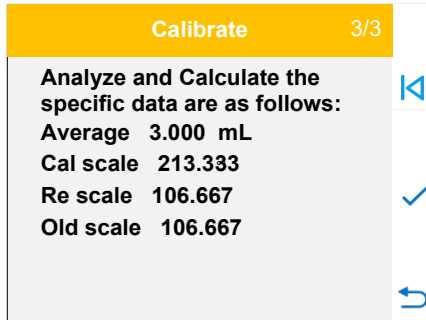 Calibrate 3/3
Analyze and Calculate the
specific data are as follows:
Average 3.000 mL
Cal scale 213.333
Re scale 106.667
Old scale 106.667